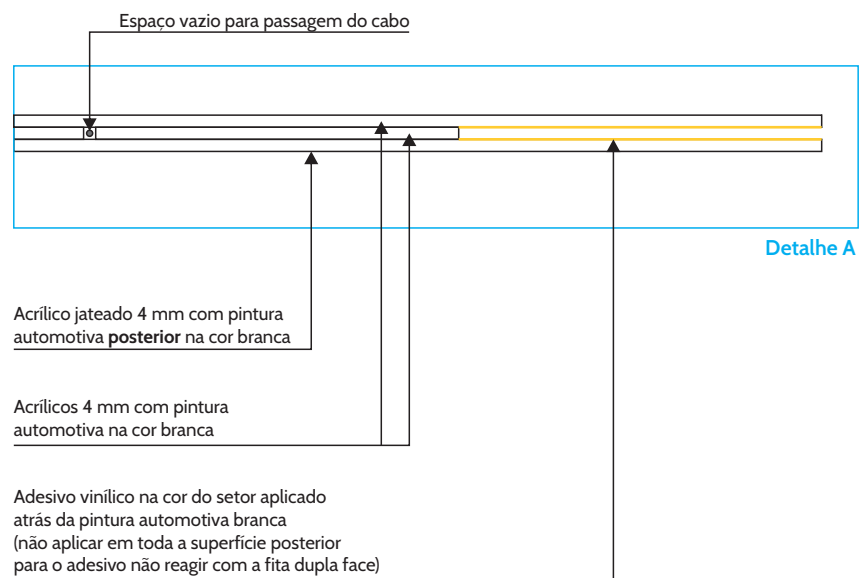 Espaço vazio para passagem do cabo
Detalhe A
Acrílico jateado 4 mm com pintura
automotiva posterior na cor branca
Acrílicos 4 mm com pintura
automotiva na cor branca
Adesivo vinílico na cor do setor aplicado
atrás da pintura automotiva branca
(não aplicar em toda a superfície posterior
para o adesivo não reagir com a fita dupla face)